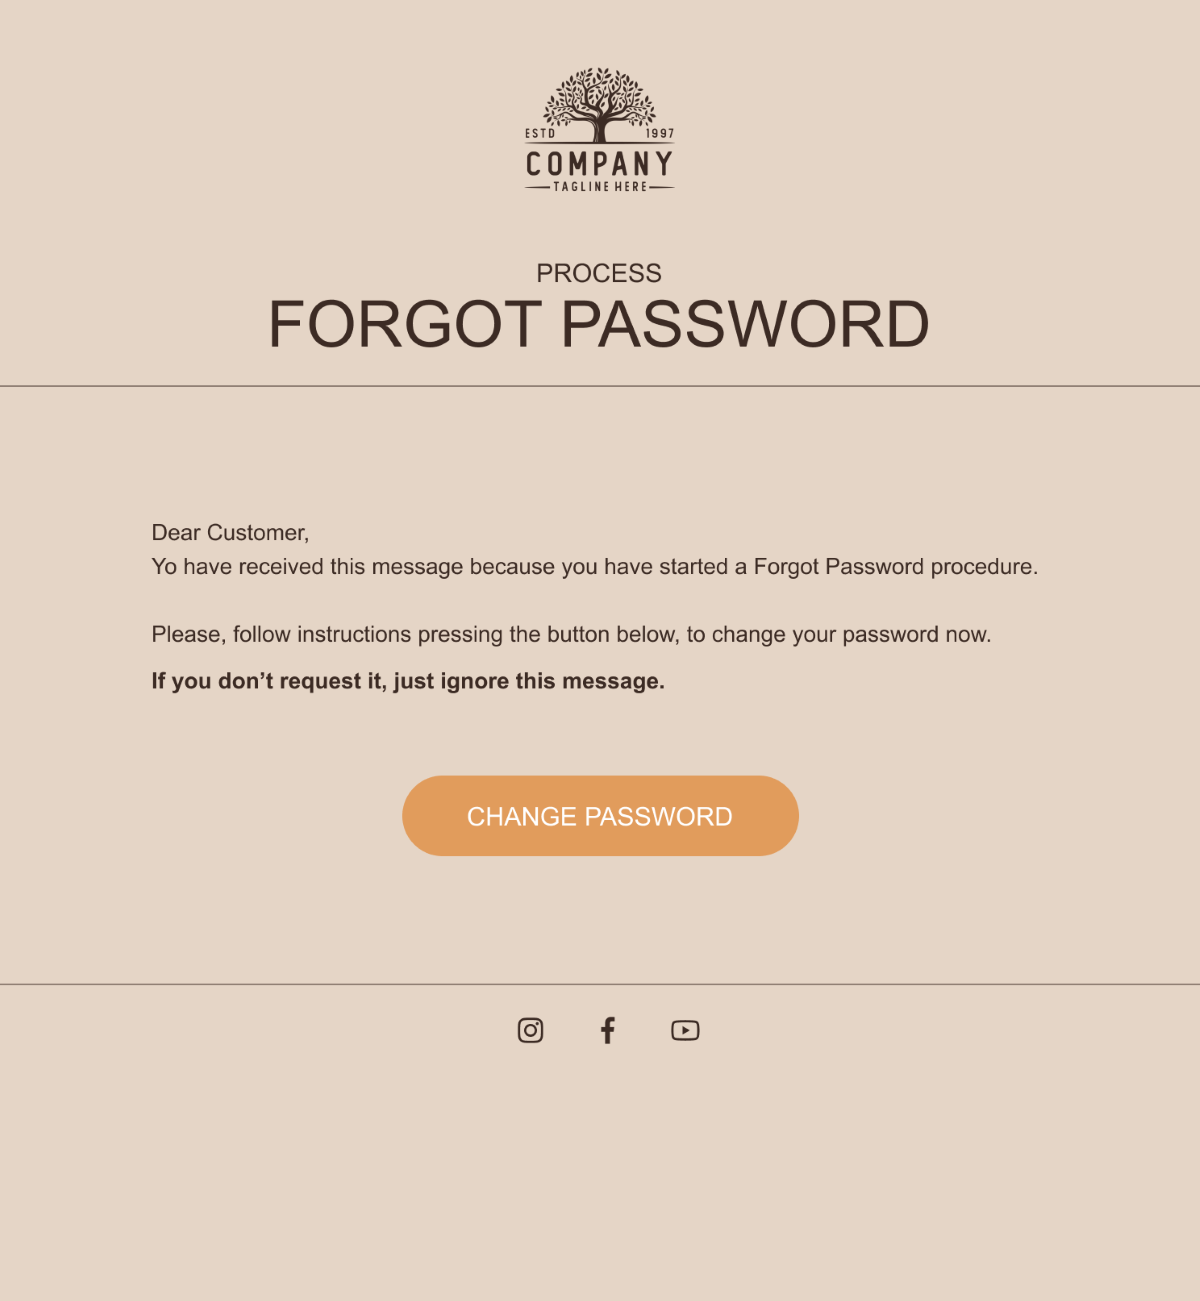 ESTD 1997
COMPANY
TAGLINE HERE
PROCESS
FORGOT PASSWORD
Dear Customer,
Yo have received this message because you have started a Forgot Password procedure.
Please, follow instructions pressing the button below, to change your password now.
If you don’t request it, just ignore this message.
CHANGE PASSWORD